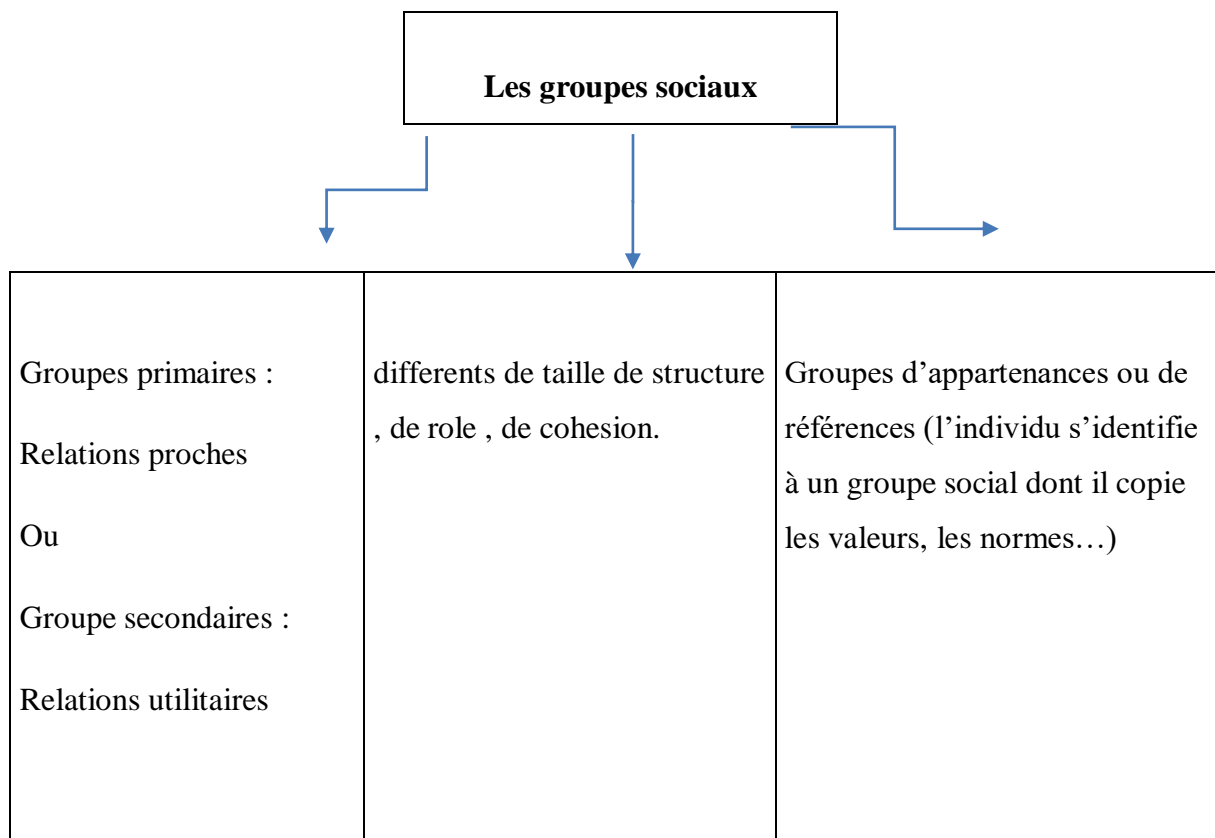 Les groupes sociaux
Groupes primaires :
Relations proches
Ou
Groupe secondaires :
Relations utilitaires
differents de taille de structure
, de role , de cohesion.
Groupes d’appartenances ou de
références (l’individu s’identifie
à un groupe social dont il copie
les valeurs, les normes…)